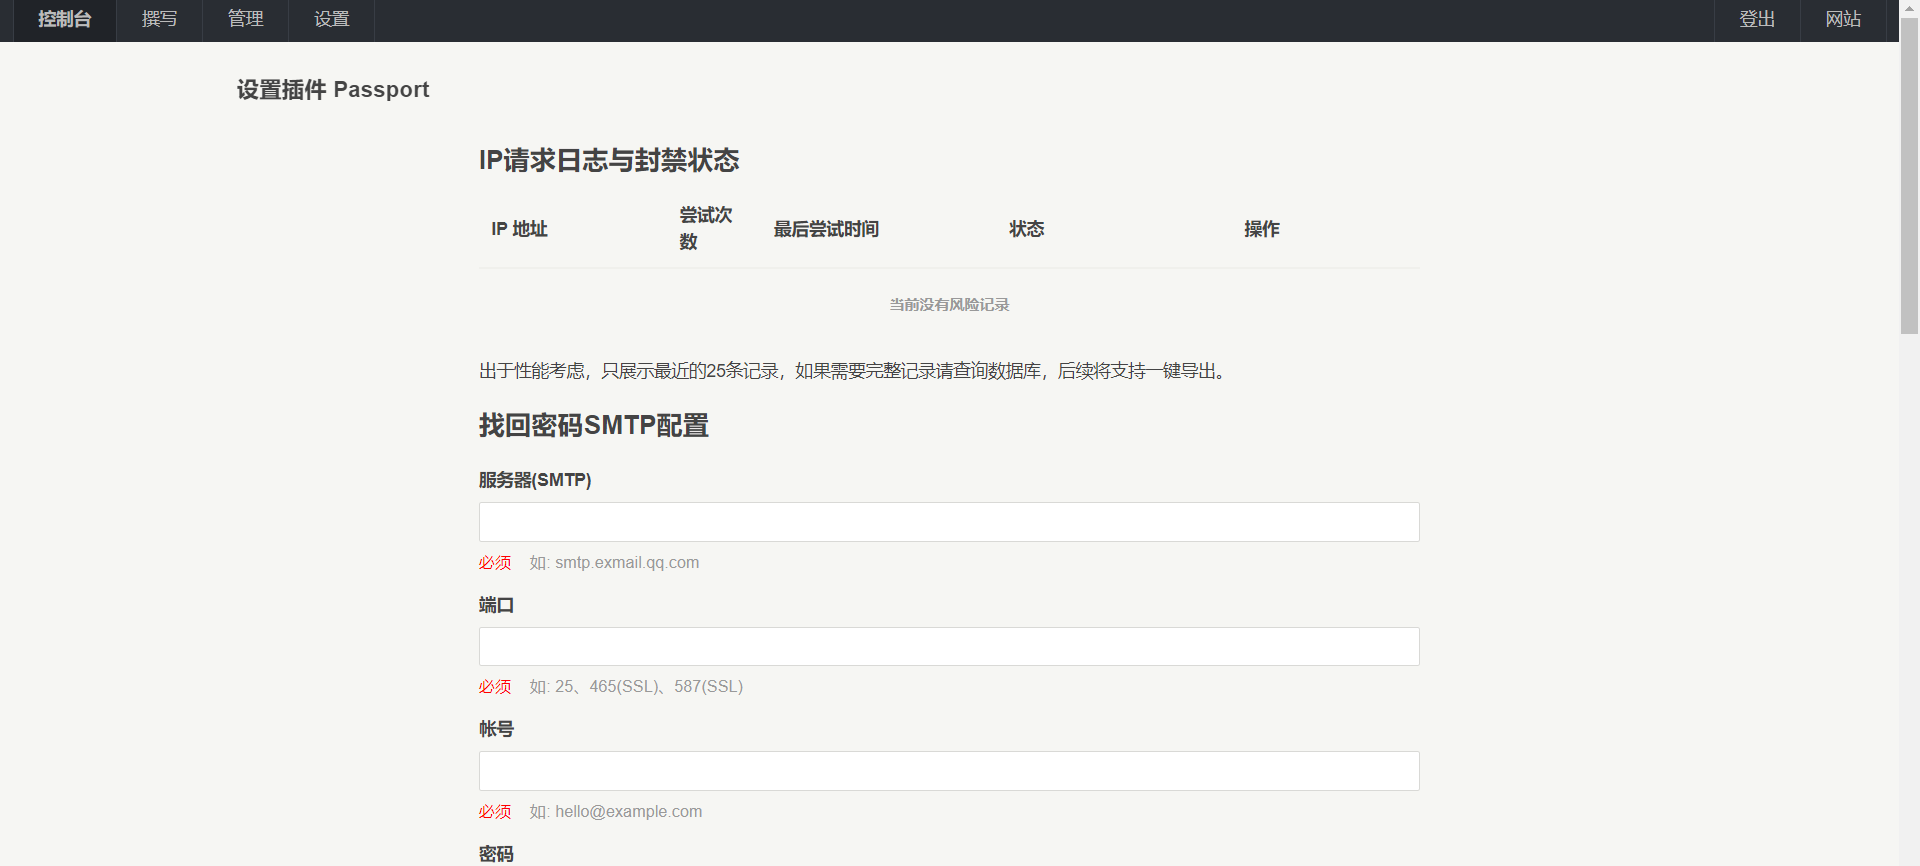 控制台 撰写 管理 设置 登出 网站
设置插件 Passport
IP请求日志与封禁状态
IP 地址 尝试次数 最后尝试时间 状态 操作
当前没有风险记录
出于性能考虑，只展示最近的25条记录，如果需要完整记录请查询数据库，后续将支持一键导出。
找回密码SMTP配置
服务器(SMTP)
必须 如: smtp.exmail.qq.com
端口
必须 如: 25、465(SSL)、587(SSL)
帐号
必须 如: hello@example.com
密码